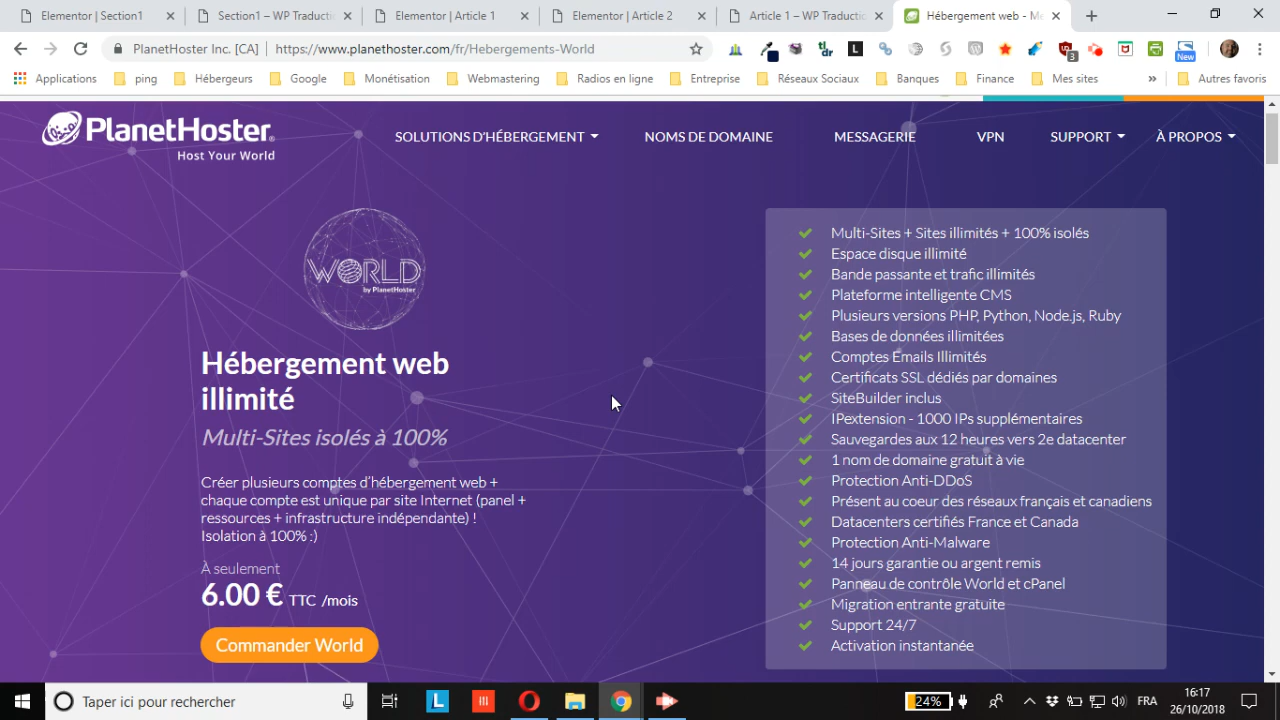 Elementor | Section1
Section1 – WP Traduction
Elementor | Article 1
Elementor | Article 2
Article 1 – WP Traductio
Hébergement web - Me
PlanetHoster Inc. [CA]
https://www.planethoster.com/fr/Hebergements-World
3
New
Applications
ping
Hébergeurs
Google
Monétisation
Webmastering
Radios en ligne
Entreprise
Réseaux Sociaux
Banques
Finance
Mes sites
»
Autres favoris
PlanetHoster®
Host Your World
SOLUTIONS D'HÉBERGEMENT
NOMS DE DOMAINE
MESSAGERIE
VPN
SUPPORT
À PROPOS
WORLD
by PlanetHoster
Hébergement web
illimité
Multi-Sites isolés à 100%
Créer plusieurs comptes d'hébergement web +
chaque compte est unique par site Internet (panel +
ressources + infrastructure indépendante) !
Isolation à 100% :)
À seulement
6.00 € TTC /mois
Commander World
Multi-Sites + Sites illimités + 100% isolés
Espace disque illimité
Bande passante et trafic illimités
Plateforme intelligente CMS
Plusieurs versions PHP, Python, Node.js, Ruby
Bases de données illimitées
Comptes Emails Illimités
Certificats SSL dédiés par domaines
SiteBuilder inclus
IPextension - 1000 IPs supplémentaires
Sauvegardes aux 12 heures vers 2e datacenter
1 nom de domaine gratuit à vie
Protection Anti-DDoS
Présent au coeur des réseaux français et canadiens
Datacenters certifiés France et Canada
Protection Anti-Malware
14 jours garantie ou argent remis
Panneau de contrôle World et cPanel
Migration entrante gratuite
Support 24/7
Activation instantanée
Taper ici pour rechercher
L
24%
FRA
16:17
26/10/2018